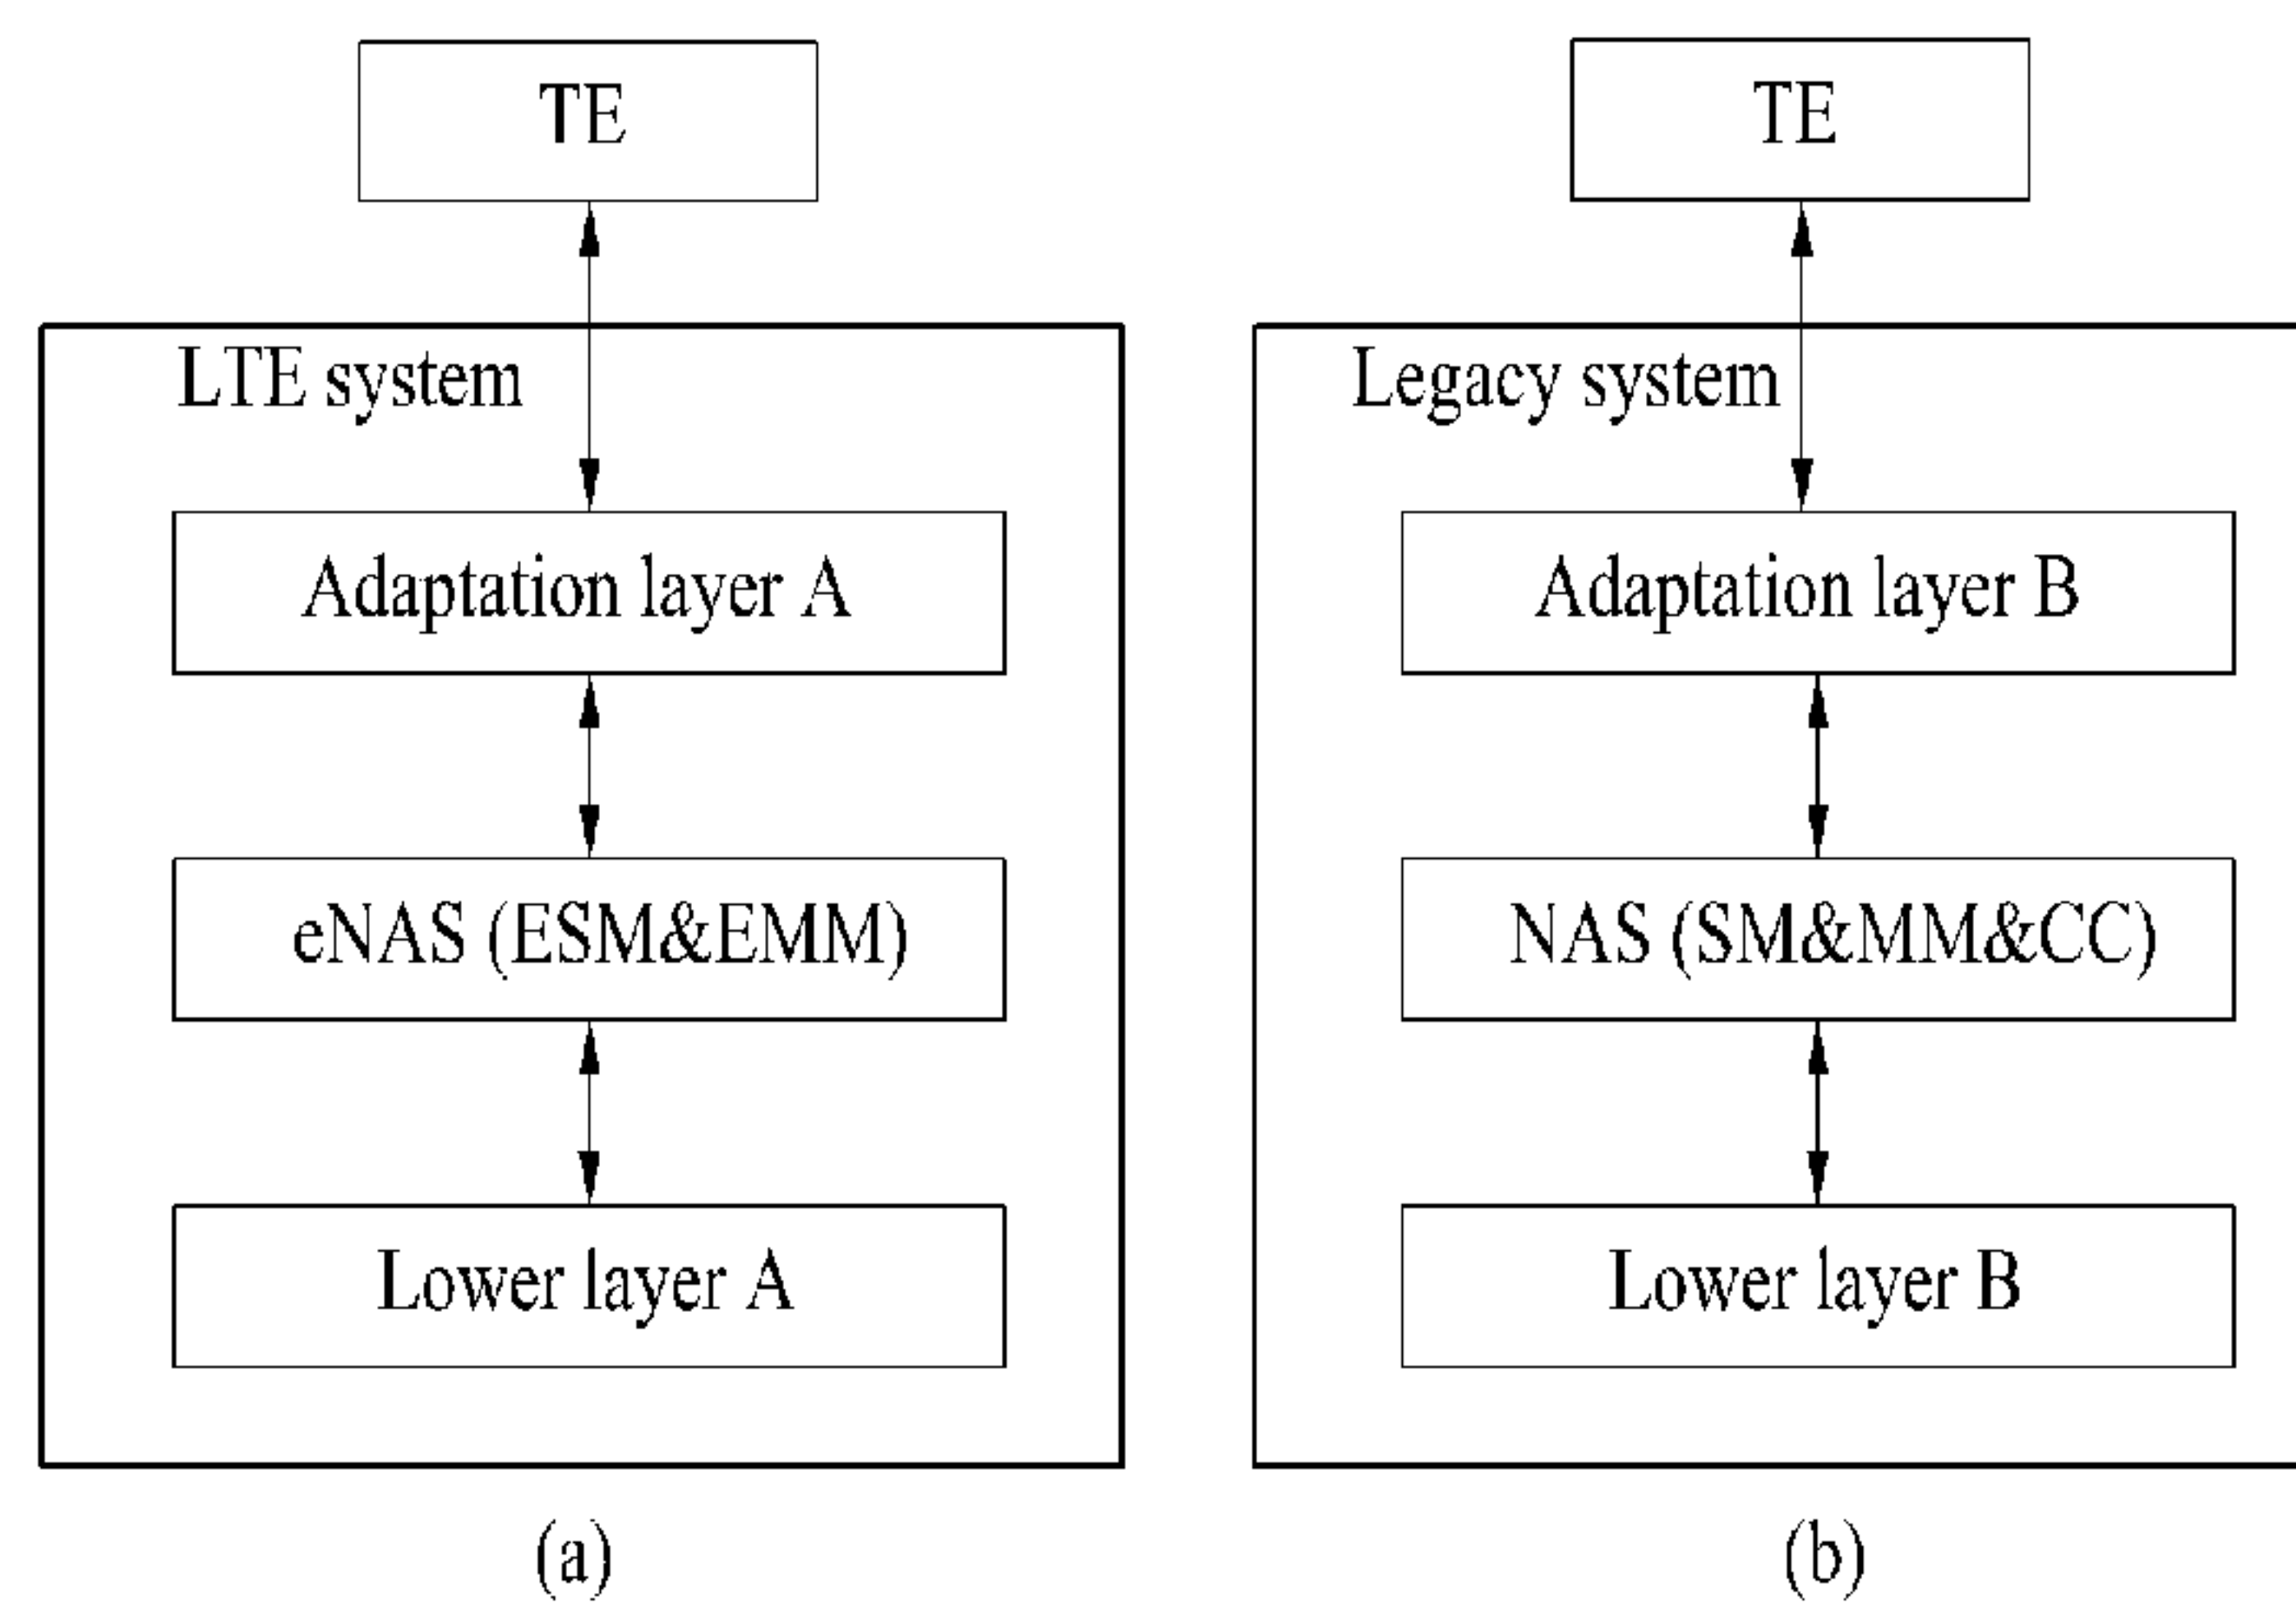 TE
LTE system
Adaptation layer A
eNAS (ESM&EMM)
Lower layer A
(a)
TE
Legacy system
Adaptation layer B
NAS (SM&MM&CC)
Lower layer B
(b)